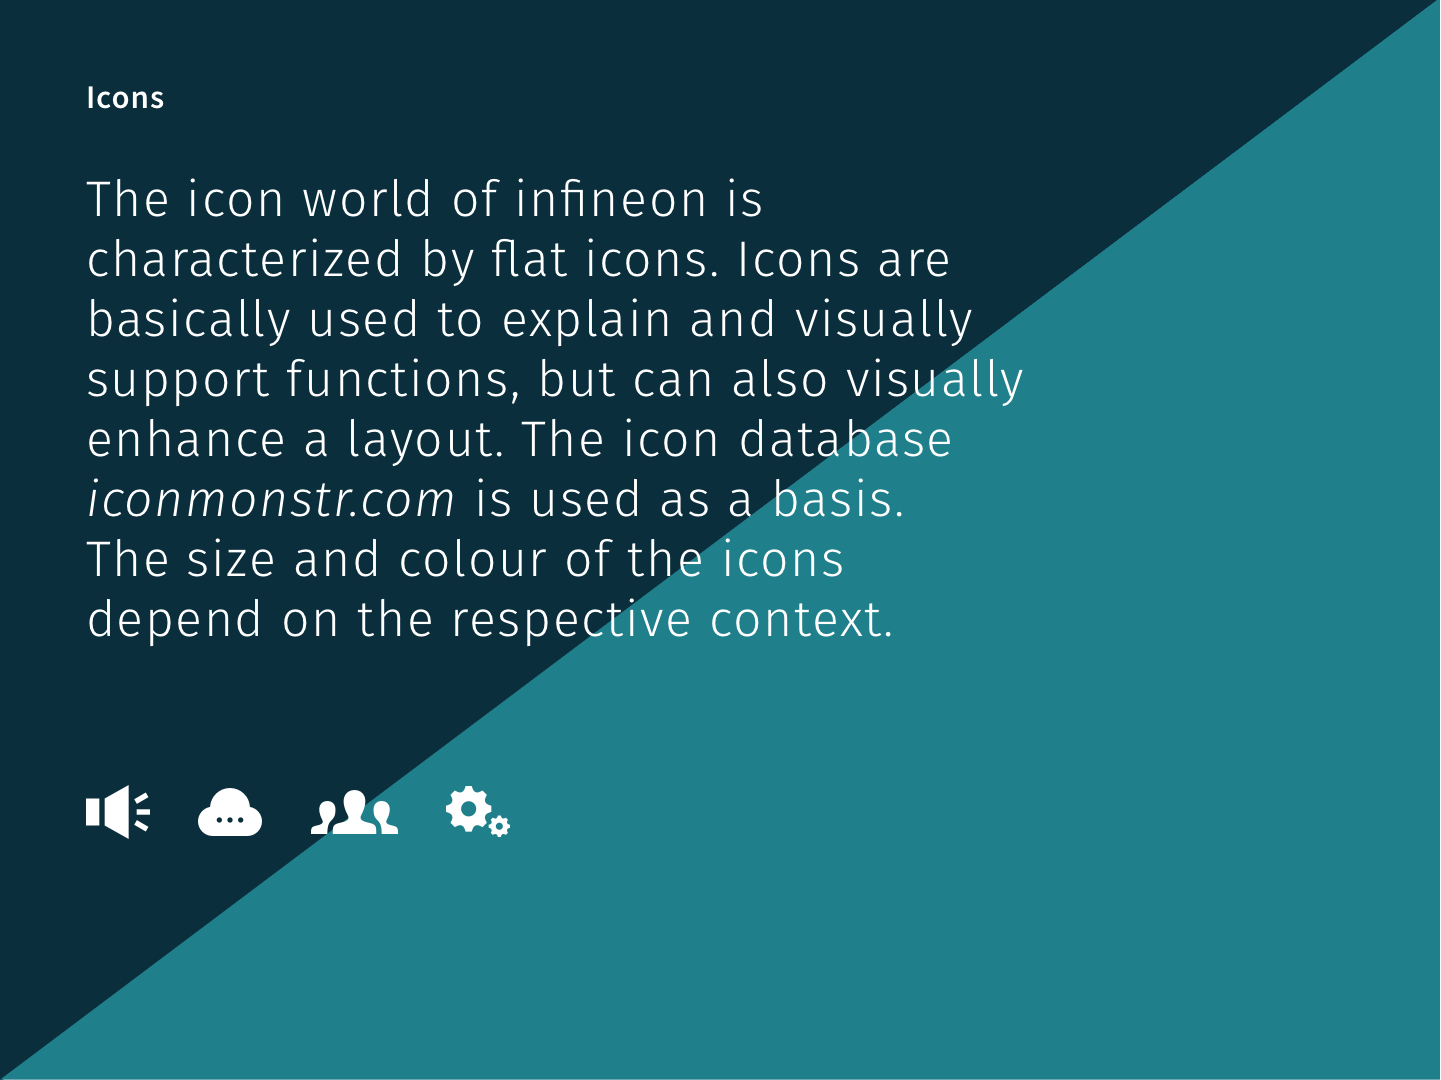 Icons
The icon world of infineon is
characterized by flat icons. Icons are
basically used to explain and visually
support functions, but can also visually
enhance a layout. The icon database
iconmonstr.com is used as a basis.
The size and colour of the icons
depend on the respective context.